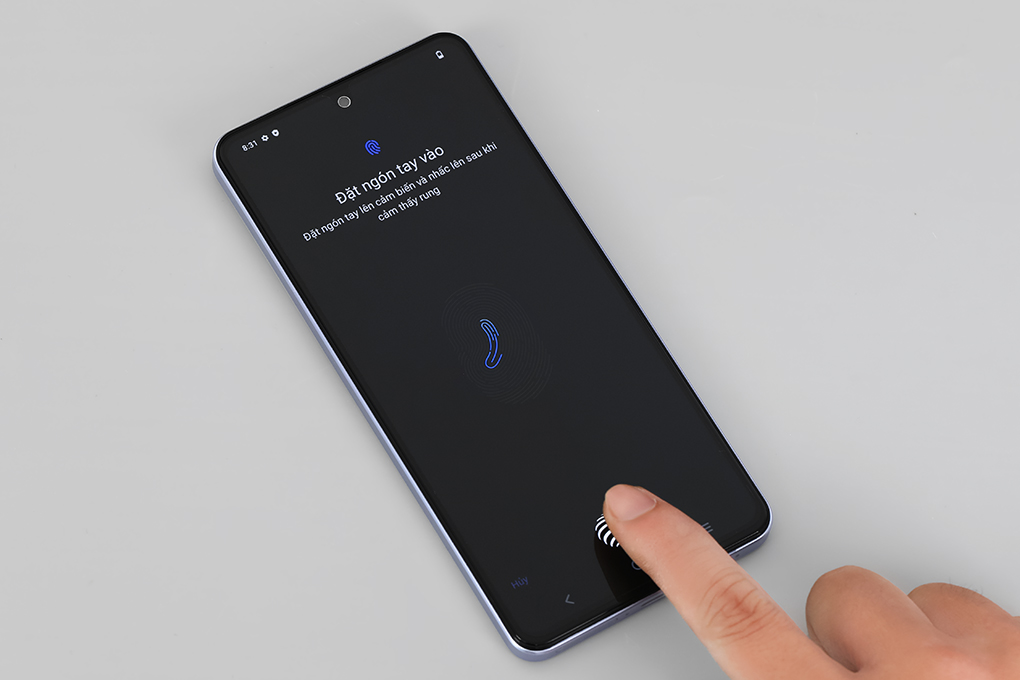 8:31
Đặt ngón tay vào
Đặt ngón tay lên cảm biến và nhấc lên sau khi
cảm thấy rung
Hủy